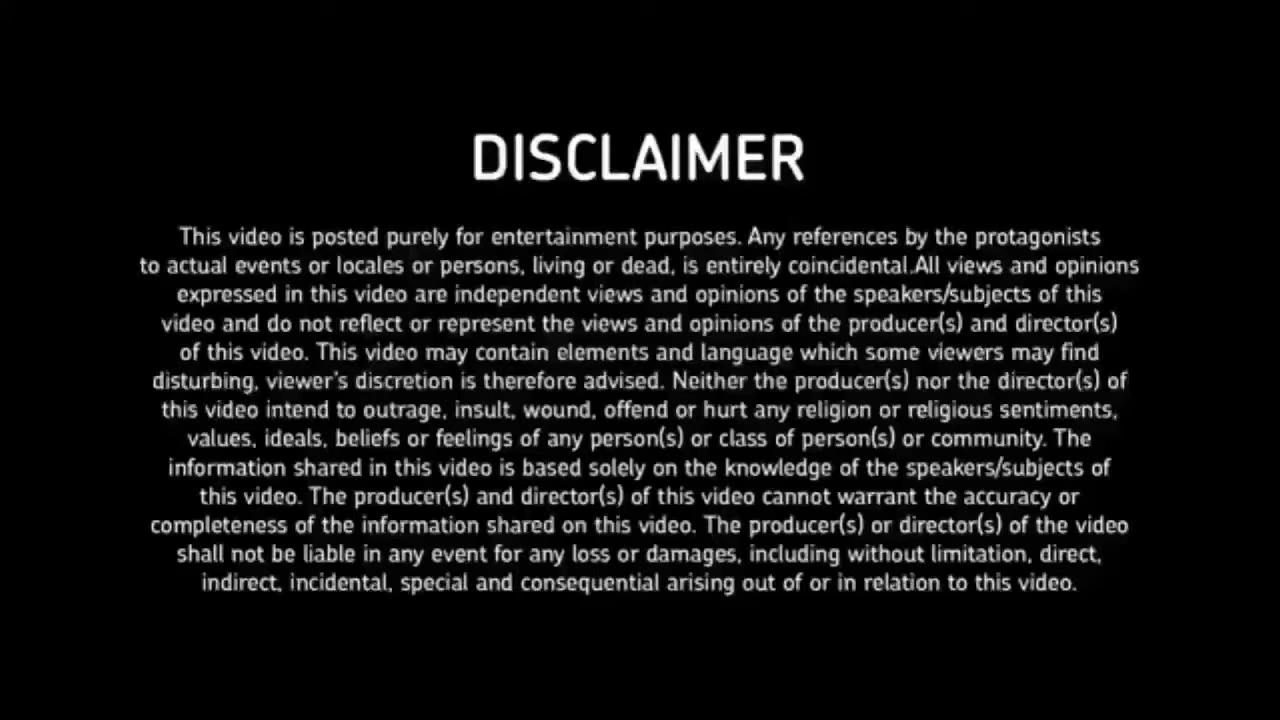 DISCLAIMER
This video is posted purely for entertainment purposes. Any references by the protagonists
to actual events or locales or persons, living or dead, is entirely coincidental.All views and opinions
expressed in this video are independent views and opinions of the speakers/subjects of this
video and do not reflect or represent the views and opinions of the producer(s) and director(s)
of this video. This video may contain elements and language which some viewers may find
disturbing, viewer's discretion is therefore advised. Neither the producer(s) nor the director(s) of
this video intend to outrage, insult, wound, offend or hurt any religion or religious sentiments,
values, ideals, beliefs or feelings of any person(s) or class of person(s) or community. The
information shared in this video is based solely on the knowledge of the speakers/subjects of
this video. The producer(s) and director(s) of this video cannot warrant the accuracy or
completeness of the information shared on this video. The producer(s) or director(s) of the video
shall not be liable in any event for any loss or damages, including without limitation, direct,
indirect, incidental, special and consequential arising out of or in relation to this video.